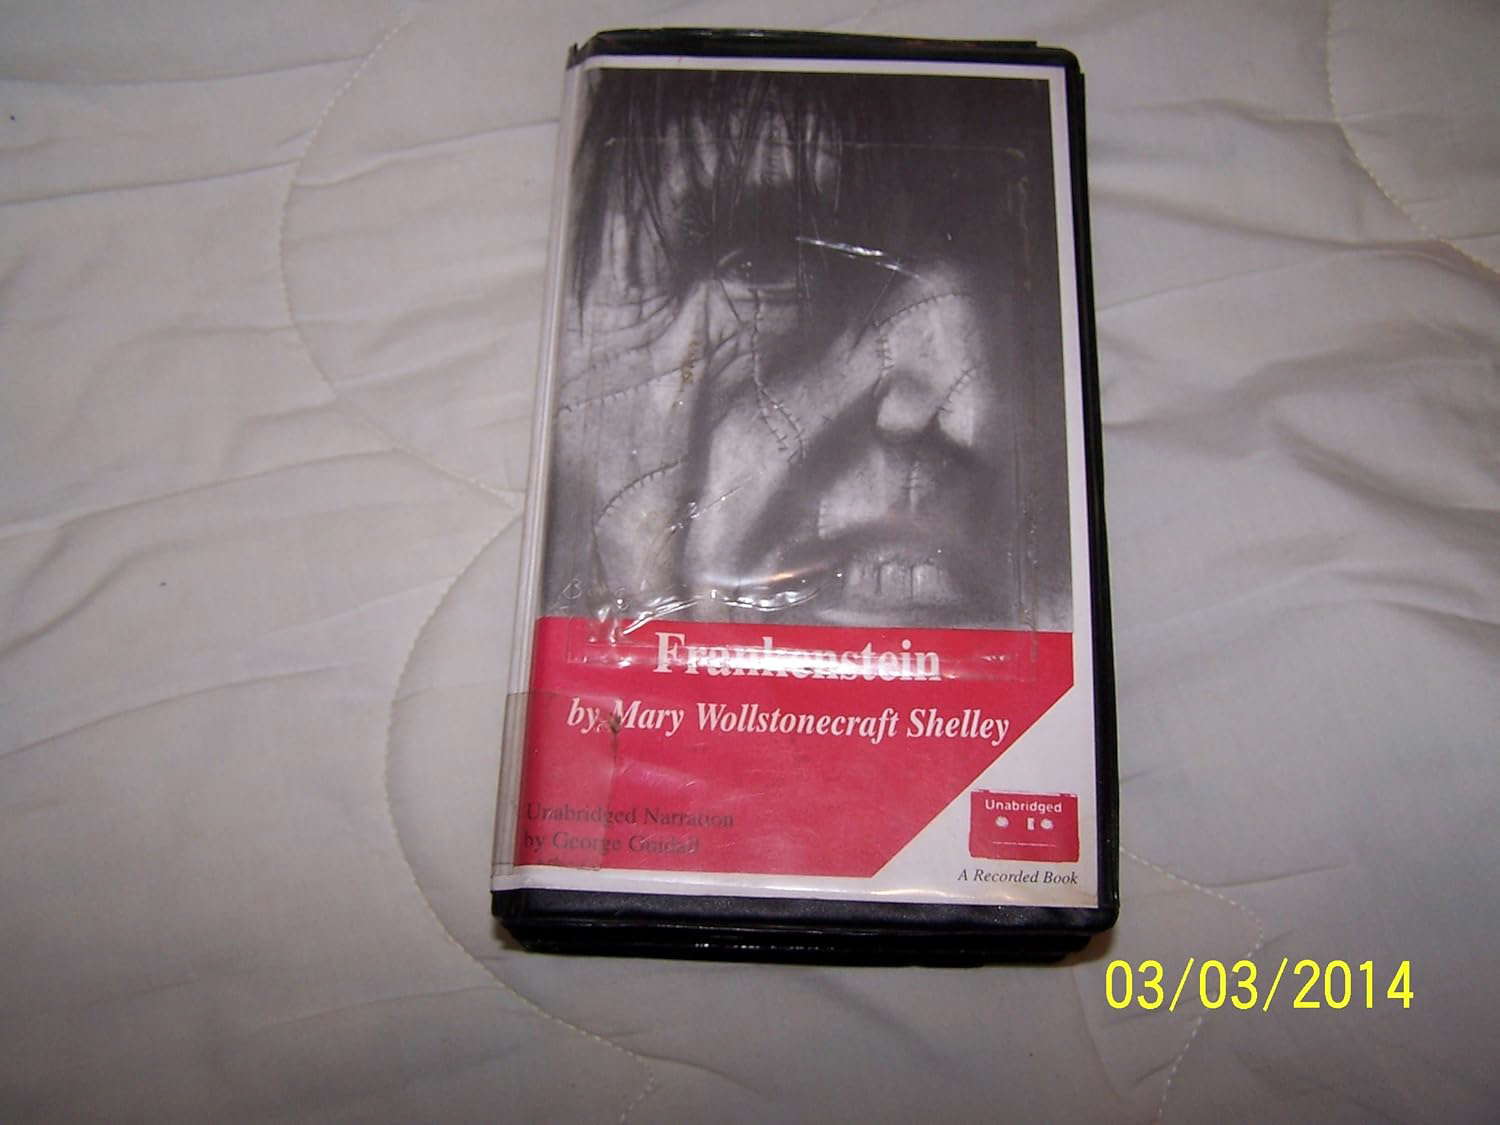 Frankenstein
by Mary Wollstonecraft Shelley
Unabridged Narration
by George Guidall
Unabridged
A Recorded Book
03/03/2014